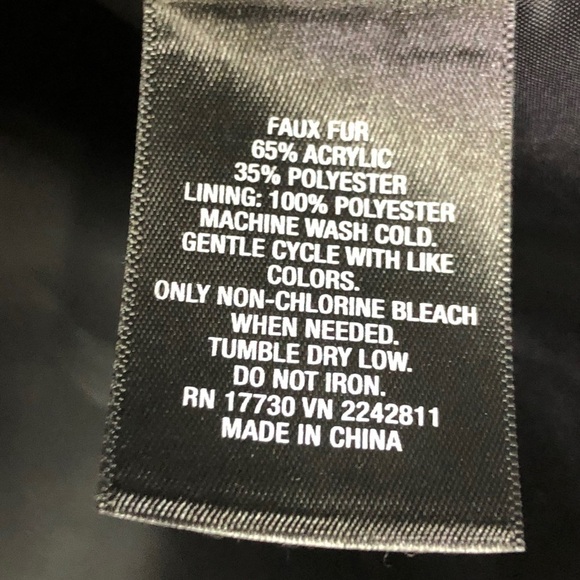 FAUX FUR
65% ACRYLIC
35% POLYESTER
LINING: 100% POLYESTER
MACHINE WASH COLD.
GENTLE CYCLE WITH LIKE
COLORS.
ONLY NON-CHLORINE BLEACH
WHEN NEEDED.
TUMBLE DRY LOW.
DO NOT IRON.
RN 17730 VN 2242811
MADE IN CHINA